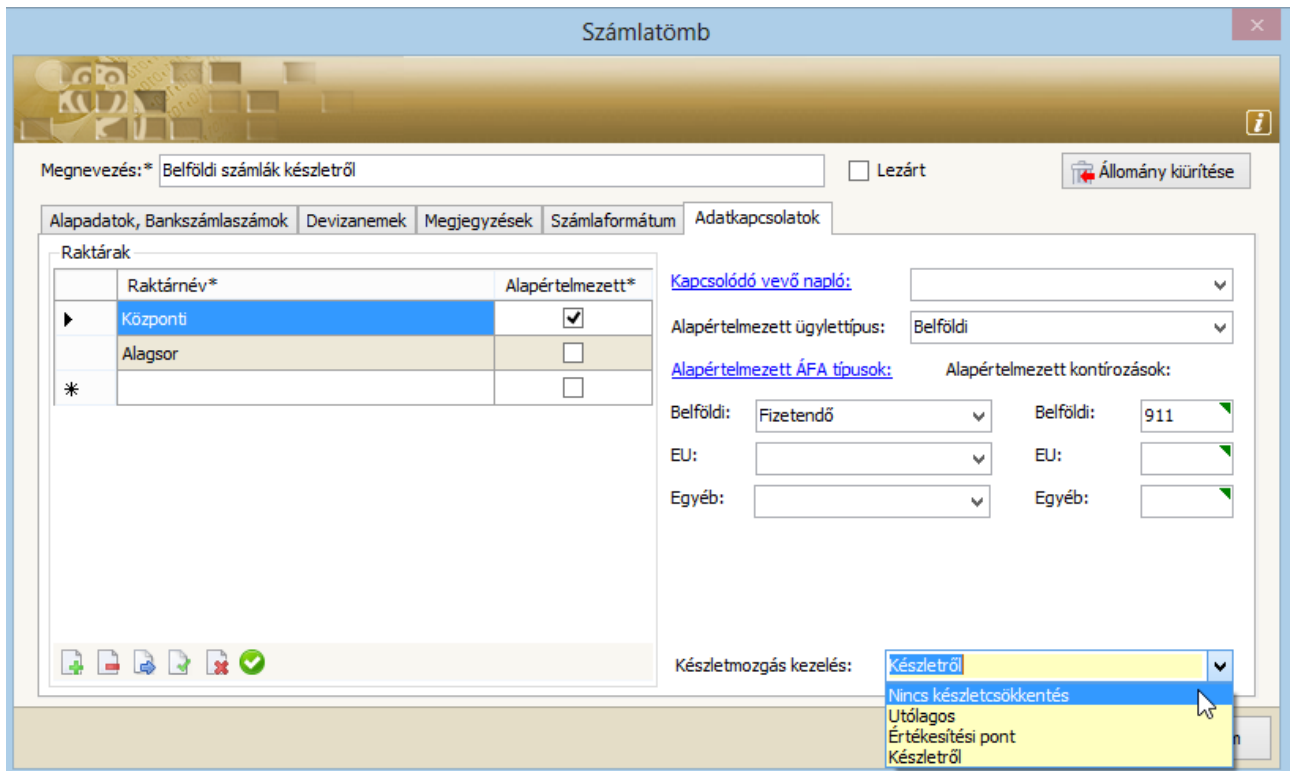 Számlatömb
Megnevezés:* Belföldi számlák készletről Lezárt Állomány kiürítése
Alapadatok, Bankszámlaszámok Devizanemek Megjegyzések Számlaformátum Adatkapcsolatok
Raktárak
Raktárnév* Alapértelmezett*
Központi
Alagsor
Kapcsolódó vevő napló:
Alapértelmezett ügylettípus: Belföldi
Alapértelmezett ÁFA típusok: Alapértelmezett kontírozások:
Belföldi: Fizetendő Belföldi: 911
EU: EU:
Egyéb: Egyéb:
Készletmozgás kezelés: Készletről
Nincs készletcsökkentés
Utólagos
Értékesítési pont
Készletről